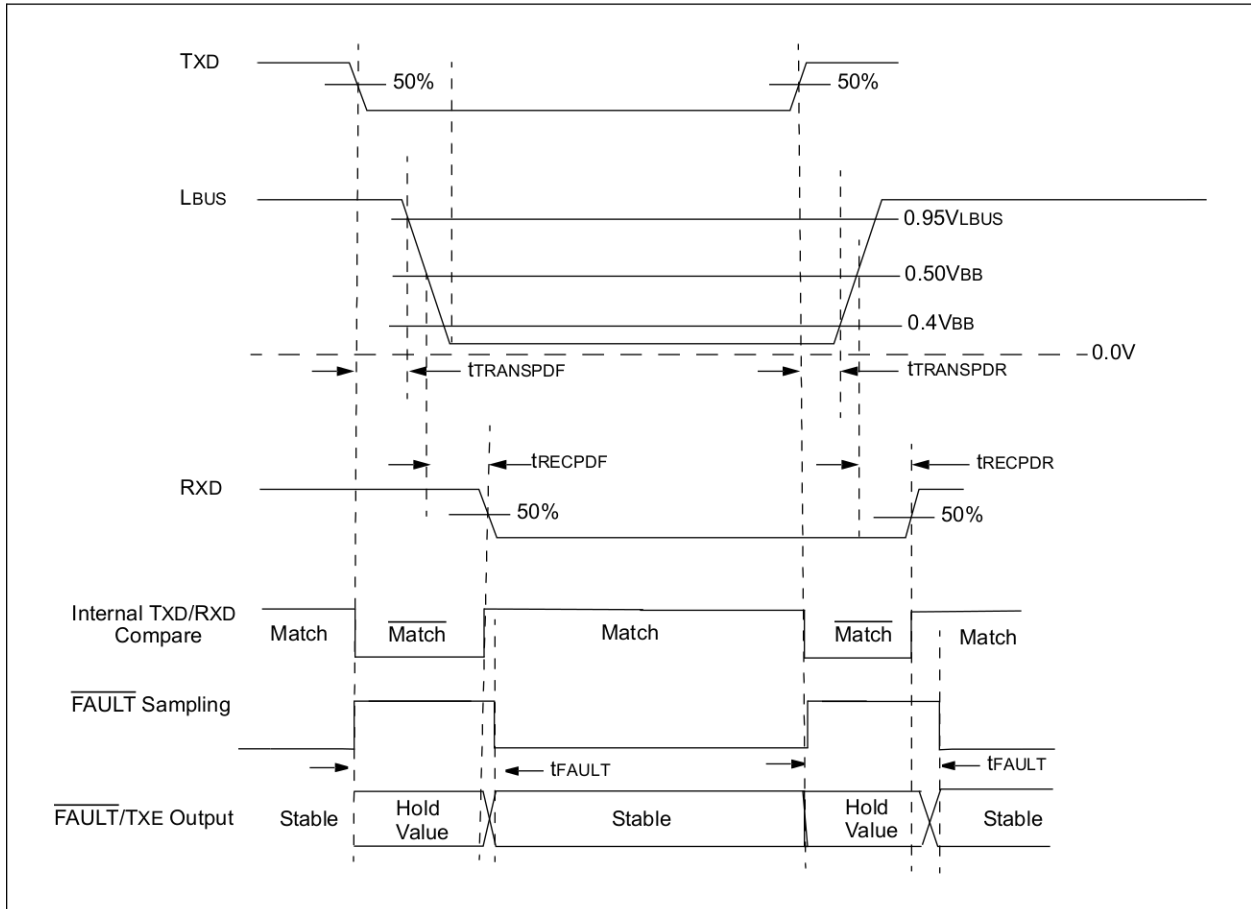 TXD
50%
50%
LBUS
0.95VLBUS
0.50VBB
0.4VBB
0.0V
tTRANSPDF
tTRANSPDR
tRECPDF
tRECPDR
RXD
50%
50%
Internal TXD/RXD
Compare
Match
Match
Match
Match
Match
FAULT Sampling
tFAULT
tFAULT
FAULT/TXE Output
Stable
Hold
Value
Stable
Hold
Value
Stable